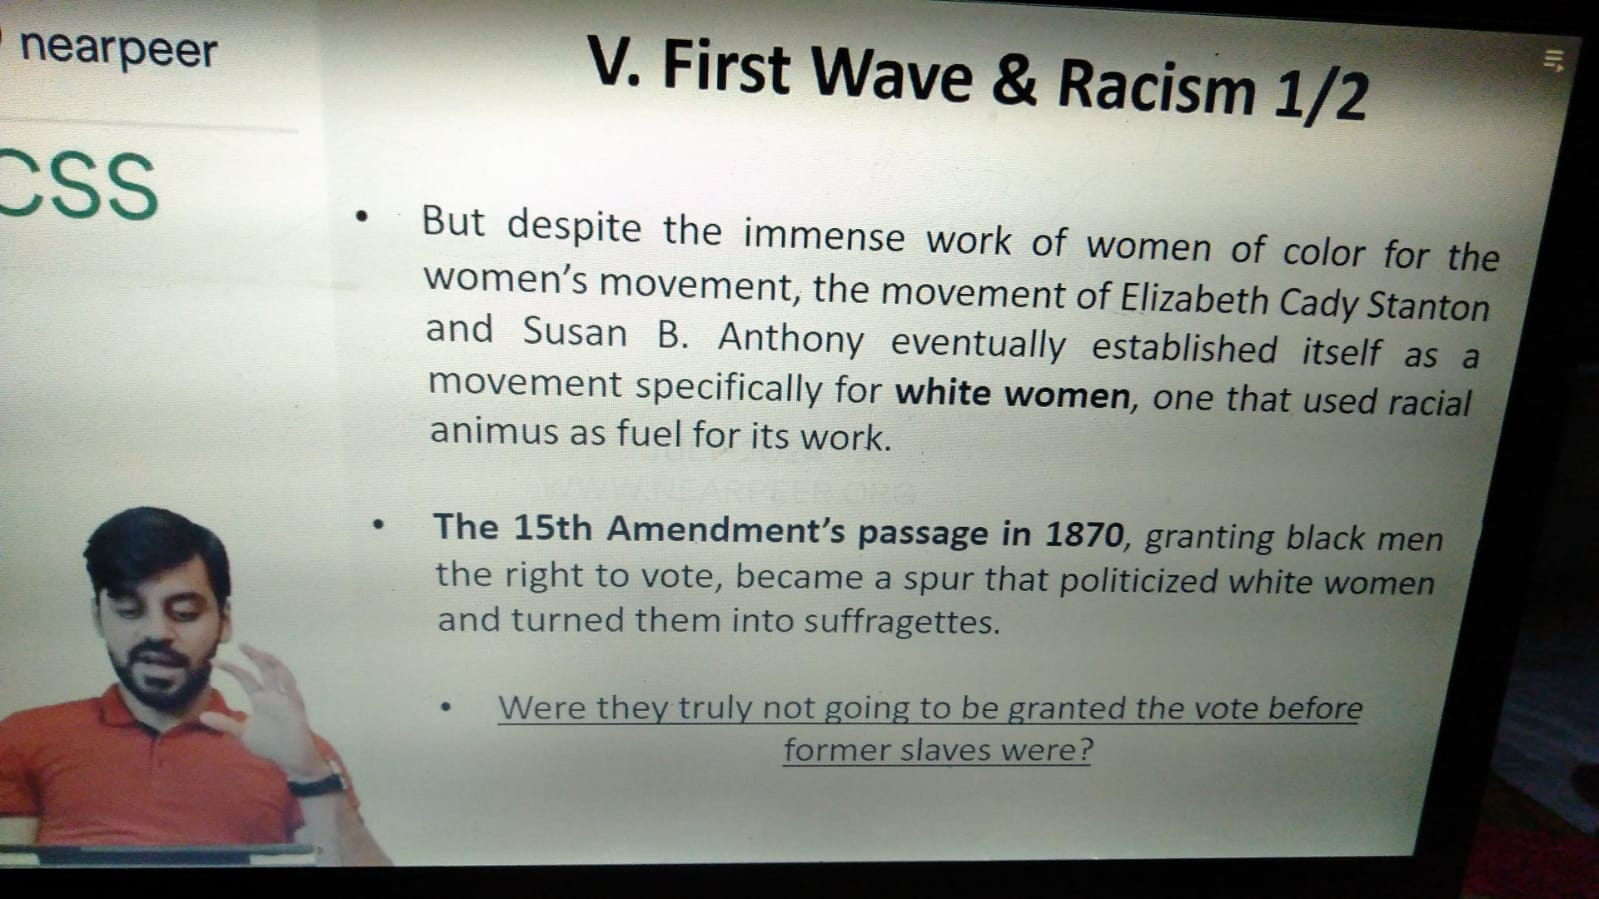 nearpeer
CSS
V. First Wave & Racism 1/2
• But despite the immense work of women of color for the
women's movement, the movement of Elizabeth Cady Stanton
and Susan B. Anthony eventually established itself as a
movement specifically for white women, one that used racial
animus as fuel for its work.
WWW.NEARPEER.ORG
• The 15th Amendment's passage in 1870, granting black men
the right to vote, became a spur that politicized white women
and turned them into suffragettes.
• Were they truly not going to be granted the vote before
former slaves were?